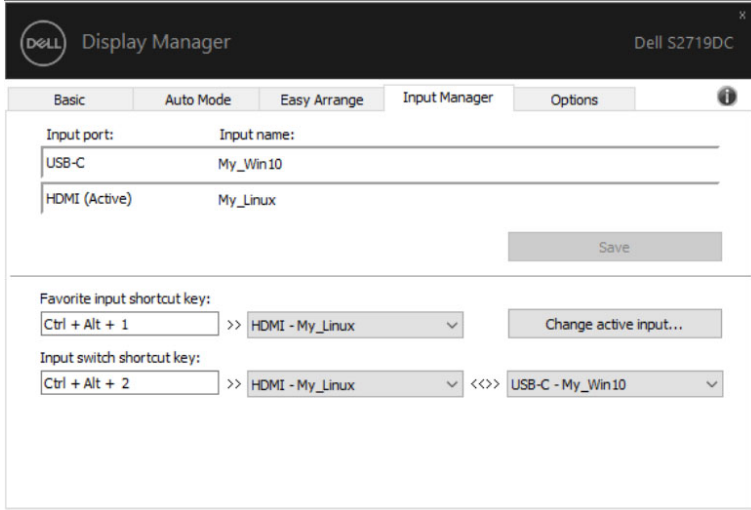 x
DELL Display Manager Dell S2719DC
Basic Auto Mode Easy Arrange Input Manager Options i
Input port: Input name:
USB-C My_Win10
HDMI (Active) My_Linux
Save
Favorite input shortcut key:
Ctrl + Alt + 1 >> HDMI - My_Linux Change active input...
Input switch shortcut key:
Ctrl + Alt + 2 >> HDMI - My_Linux <<>> USB-C - My_Win10